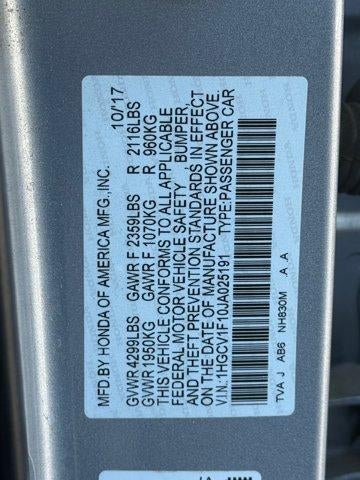 MFD.BY HONDA OF AMERICA MFG.,INC. 10/17
GVWR 4299LBS GAWR F 2359LBS R 2116LBS
GVWR 1950KG GAWR F 1070KG R 960KG
THIS VEHICLE CONFORMS TO ALL APPLICABLE
FEDERAL MOTOR VEHICLE SAFETY BUMPER,
AND THEFT PREVENTION STANDARDS IN EFFECT
ON THE DATE OF MANUFACTURE SHOWN ABOVE.
V.I.N.:1HGCV1F10JA025191 TYPE:PASSENGER CAR
TVA J AB6 NH830M .A .A